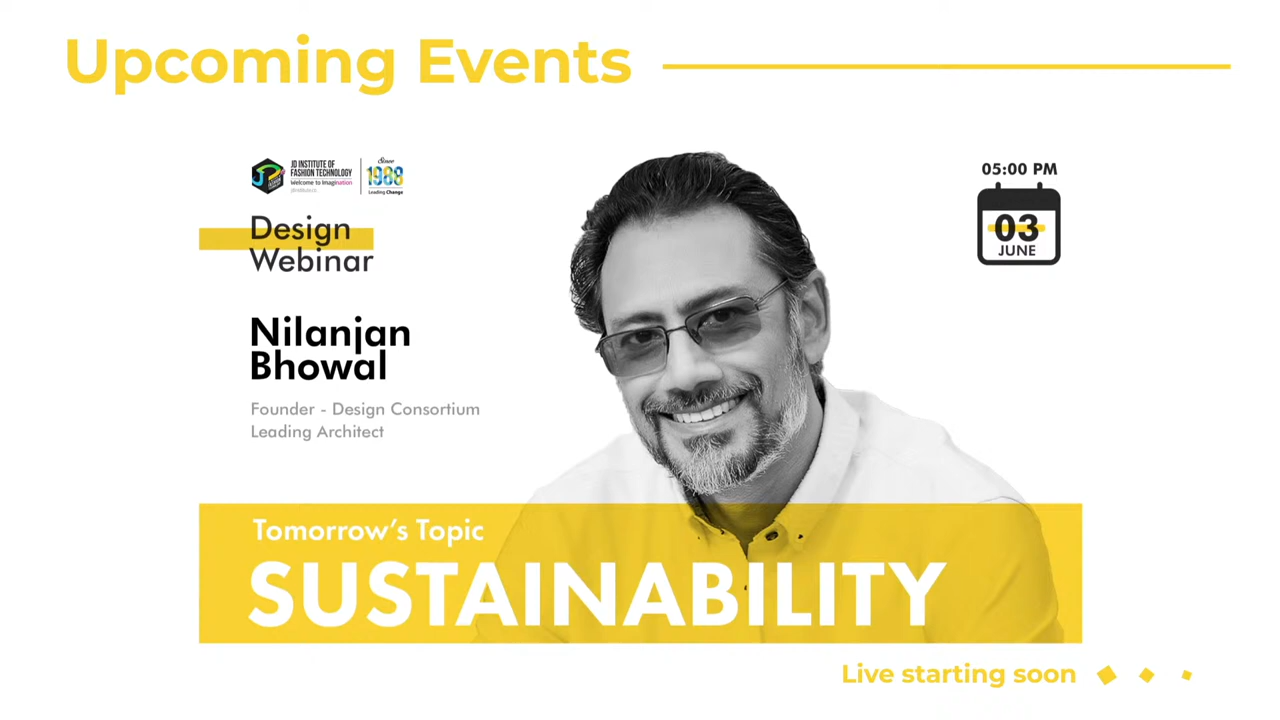 Upcoming Events
JD INSTITUTE OF
FASHION TECHNOLOGY
Welcome to Imagination
Since
1988
Leading Change
Design
Webinar
Nilanjan
Bhowal
Founder - Design Consortium
Leading Architect
05:00 PM
03
JUNE
Tomorrow's Topic
SUSTAINABILITY
Live starting soon